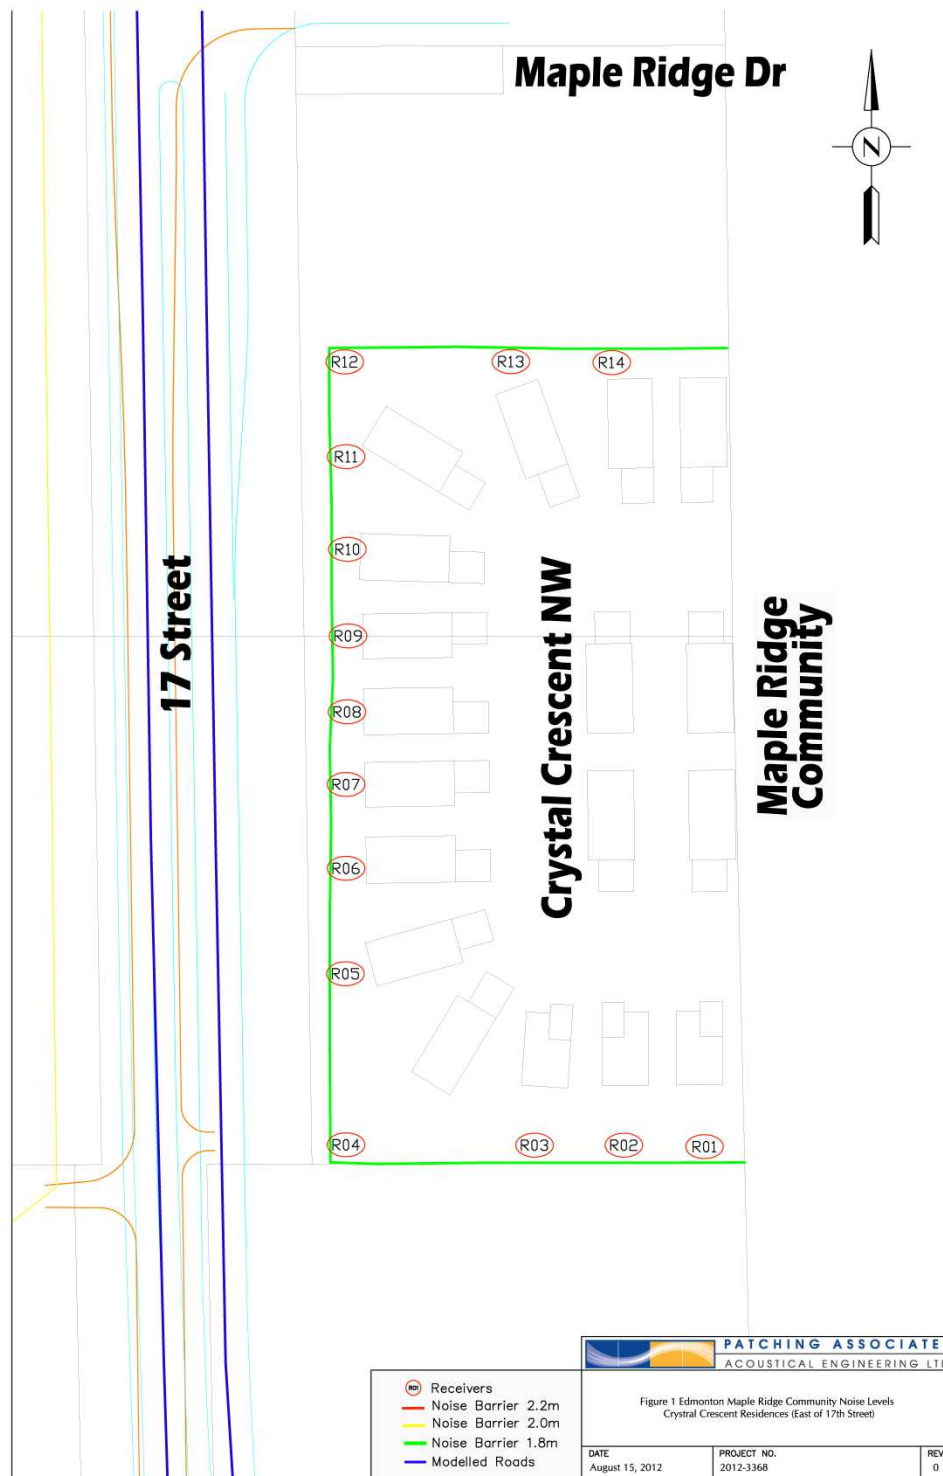 Maple Ridge Dr
N
R12
R13
R14
R11
R10
R09
R08
R07
R06
R05
R04
R03
R02
R01
17 Street
Crystal Crescent NW
Maple Ridge
Community
R01 Receivers
Noise Barrier 2.2m
Noise Barrier 2.0m
Noise Barrier 1.8m
Modelled Roads
PATCHING ASSOCIATE
ACOUSTICAL ENGINEERING LT
Figure 1 Edmonton Maple Ridge Community Noise Levels
Crystal Crescent Residences (East of 17th Street)
DATE
August 15, 2012
PROJECT NO.
2012-3368
REV
0